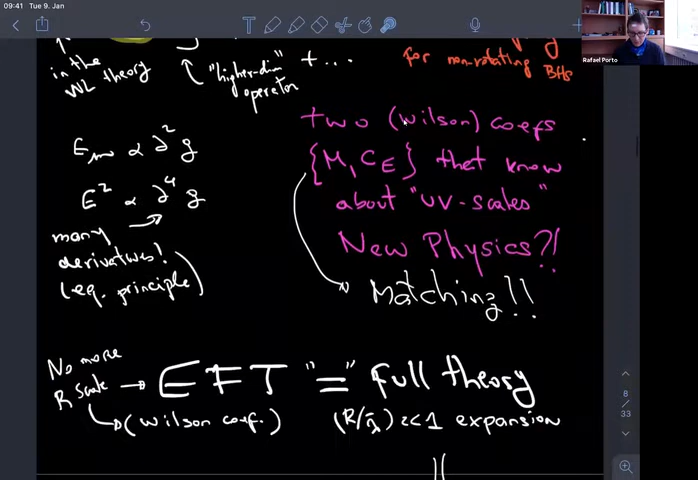 09:41 Tue 9. Jan
Rafael Porto
in the
WL theory
"higher-dim"
operator
+ ...
for non-rotating
BHs
two (wilson) coefs
{M, C_E} that know
about "UV-scales"
New Physics?!
Matching!!
E_μν ∝ ∂²g
E² ∝ ∂⁴g
many
derivatives!
(eq. principle)
No more
R scale → EFT "=" full theory
(wilson coef.) (R/ƛ) << 1 expansion
8
/
33